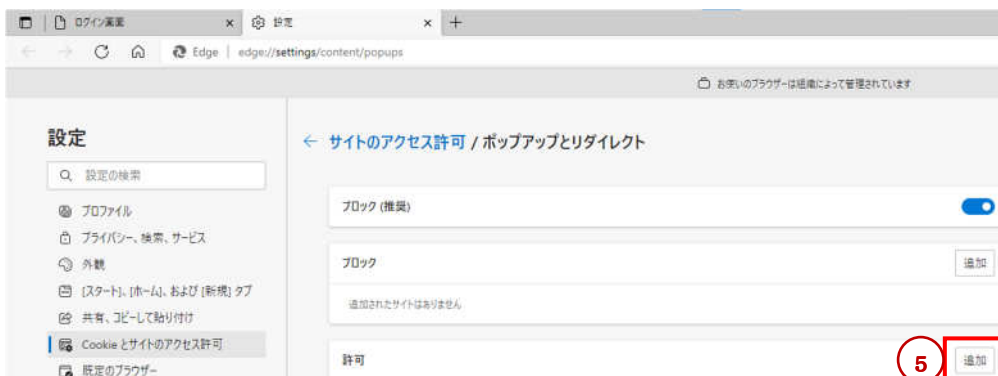 ログイン画面
設定
Edge
edge://settings/content/popups
お使いのブラウザーは組織によって管理されています
設定
設定の検索
プロファイル
プライバシー、検索、サービス
外観
[スタート]、[ホーム]、および [新規] タブ
共有、コピーして貼り付け
Cookie とサイトのアクセス許可
既定のブラウザー
サイトのアクセス許可 / ポップアップとリダイレクト
ブロック (推奨)
ブロック
追加
追加されたサイトはありません
許可
5
追加